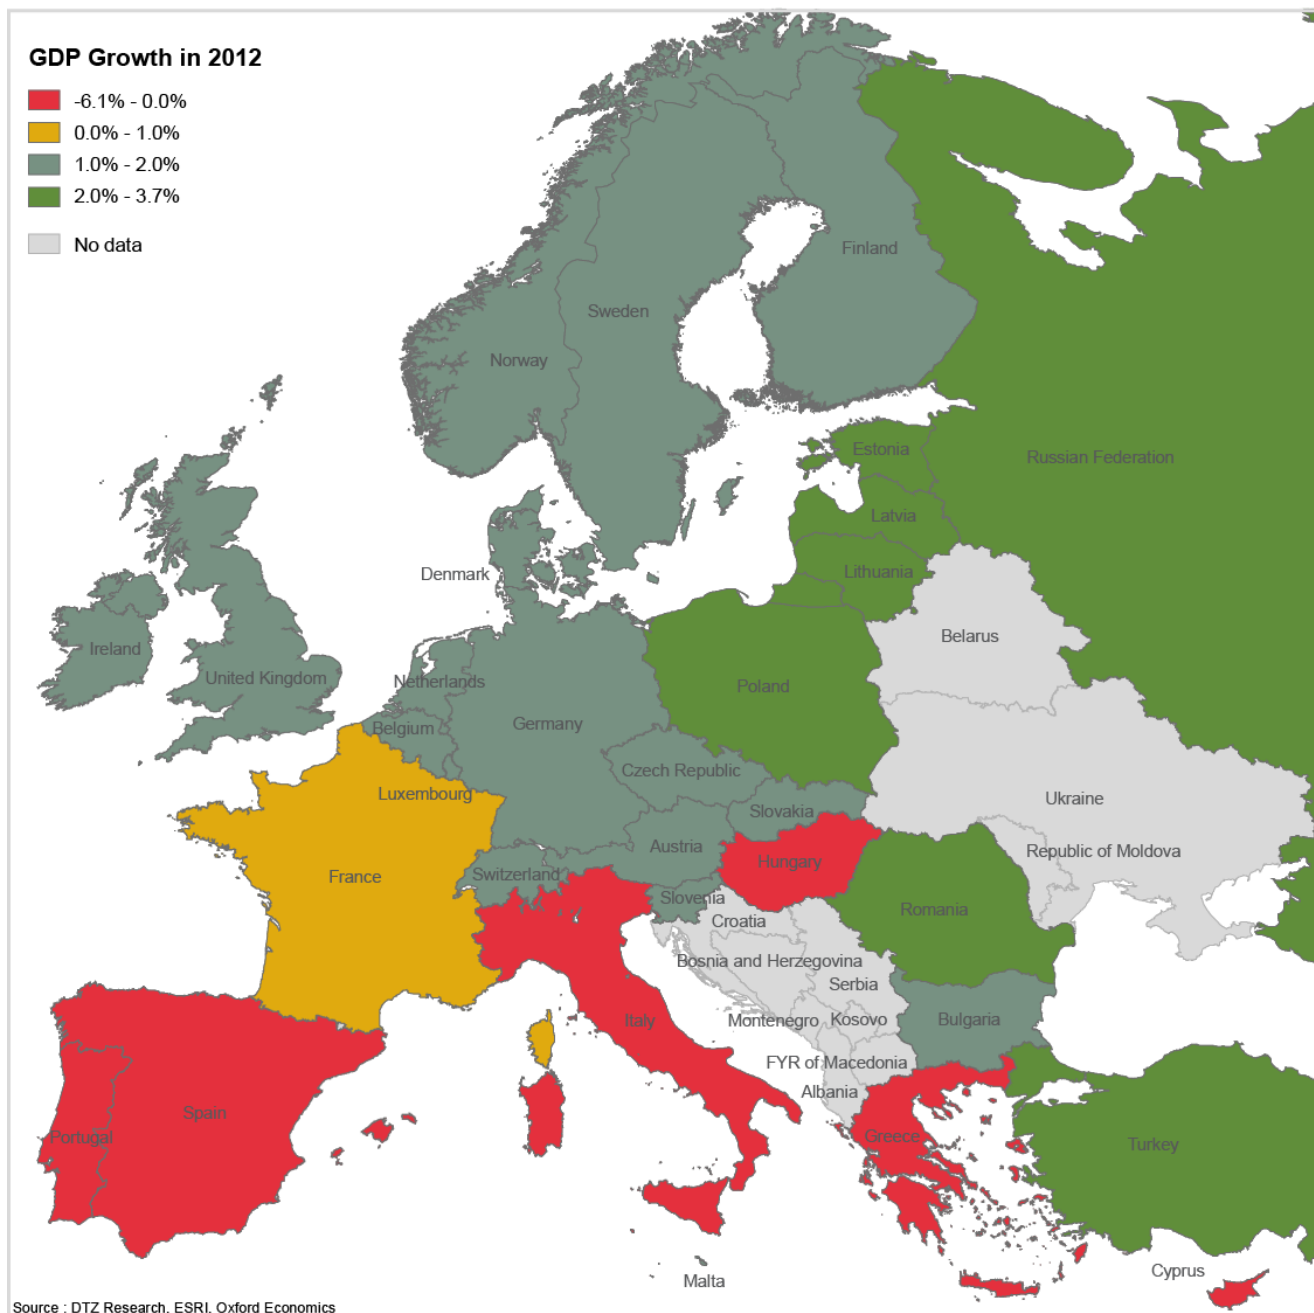 GDP Growth in 2012
-6.1% - 0.0%
0.0% - 1.0%
1.0% - 2.0%
2.0% - 3.7%
No data
Finland
Sweden
Norway
Estonia
Russian Federation
Latvia
Lithuania
Denmark
Belarus
Ireland
United Kingdom
Netherlands
Poland
Germany
Belgium
Czech Republic
Luxembourg
Ukraine
Slovakia
Austria
Republic of Moldova
Hungary
Switzerland
France
Slovenia
Romania
Croatia
Bosnia and Herzegovina
Serbia
Italy
Montenegro
Kosovo
Bulgaria
FYR of Macedonia
Albania
Spain
Portugal
Greece
Turkey
Cyprus
Malta
Source : DTZ Research, ESRI, Oxford Economics